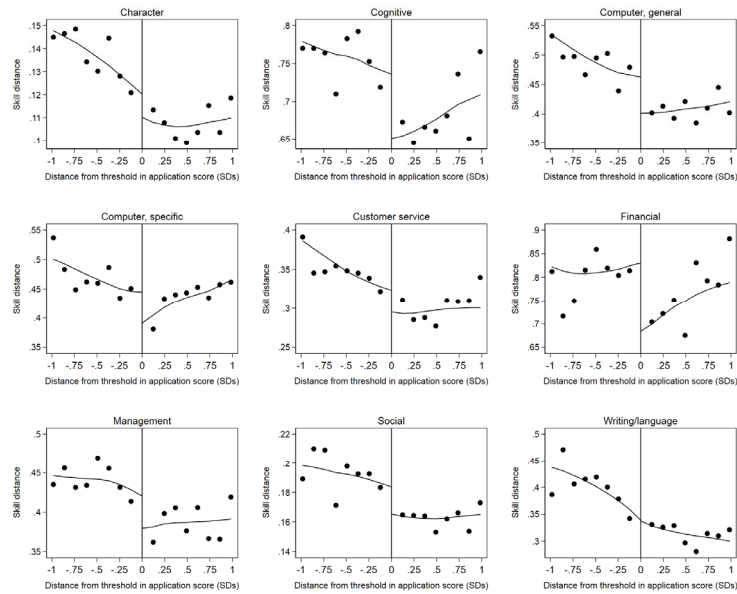 Character
Cognitive
Computer, general
Skill distance
.15
.14
.13
.12
.11
.1
-1 -.75 -.5 -.25 0 .25 .5 .75 1
Distance from threshold in application score (SDs)
Skill distance
.8
.75
.7
.65
-1 -.75 -.5 -.25 0 .25 .5 .75 1
Distance from threshold in application score (SDs)
Skill distance
.55
.5
.45
.4
.35
-1 -.75 -.5 -.25 0 .25 .5 .75 1
Distance from threshold in application score (SDs)
Computer, specific
Customer service
Financial
Skill distance
.55
.5
.45
.4
.35
-1 -.75 -.5 -.25 0 .25 .5 .75 1
Distance from threshold in application score (SDs)
Skill distance
.4
.35
.3
.25
-1 -.75 -.5 -.25 0 .25 .5 .75 1
Distance from threshold in application score (SDs)
Skill distance
.9
.85
.8
.75
.7
.65
-1 -.75 -.5 -.25 0 .25 .5 .75 1
Distance from threshold in application score (SDs)
Management
Social
Writing/language
Skill distance
.5
.45
.4
.35
-1 -.75 -.5 -.25 0 .25 .5 .75 1
Distance from threshold in application score (SDs)
Skill distance
.22
.2
.18
.16
.14
-1 -.75 -.5 -.25 0 .25 .5 .75 1
Distance from threshold in application score (SDs)
Skill distance
.5
.45
.4
.35
.3
-1 -.75 -.5 -.25 0 .25 .5 .75 1
Distance from threshold in application score (SDs)